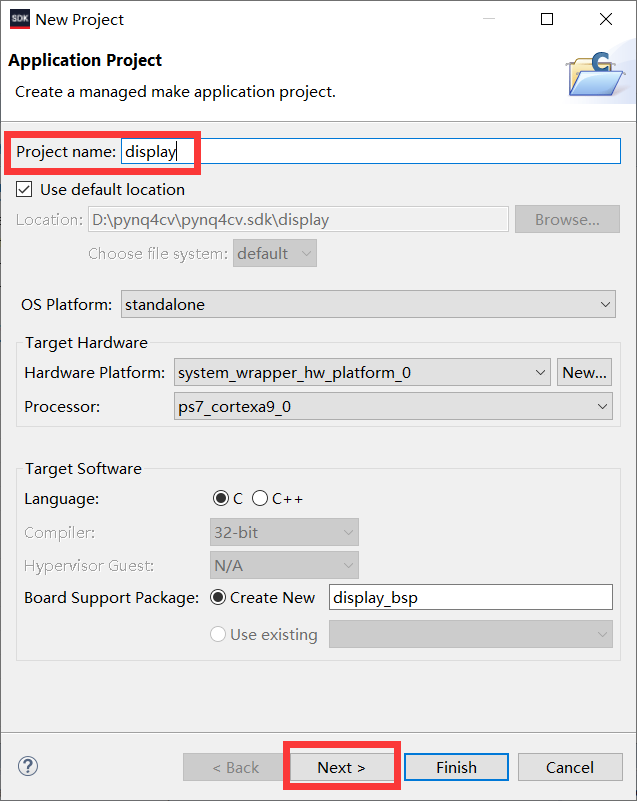 SDK New Project
Application Project
Create a managed make application project.
C
Project name: display
Use default location
Location: D:\pynq4cv\pynq4cv.sdk\display Browse...
Choose file system: default
OS Platform: standalone
Target Hardware
Hardware Platform: system_wrapper_hw_platform_0 New...
Processor: ps7_cortexa9_0
Target Software
Language: C C++
Compiler: 32-bit
Hypervisor Guest: N/A
Board Support Package: Create New display_bsp
Use existing
? < Back Next > Finish Cancel